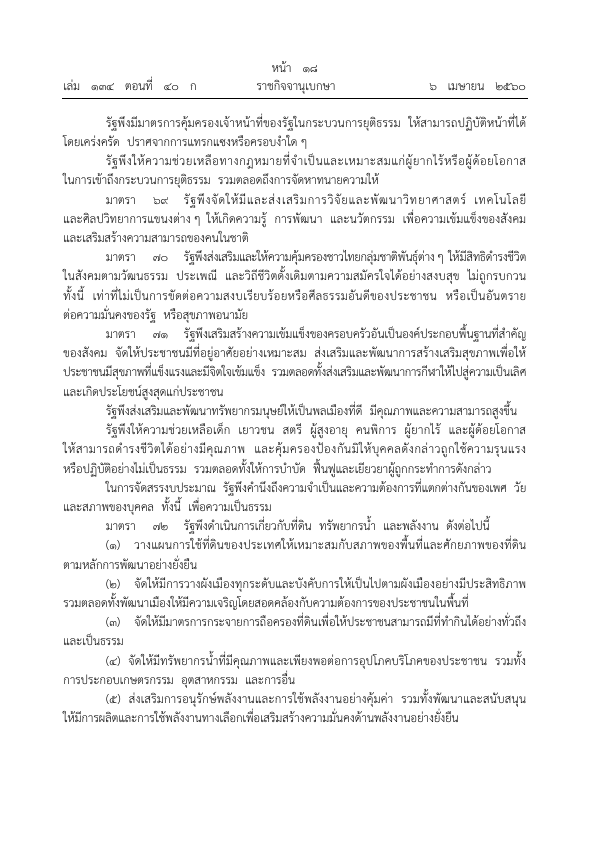 หน้า ๑๘
เล่ม ๑๓๔ ตอนที่ ๔๐ ก ราชกิจจานุเบกษา ๖ เมษายน ๒๕๖๐
รัฐพึงมีมาตรการคุ้มครองเจ้าหน้าที่ของรัฐในกระบวนการยุติธรรม ให้สามารถปฏิบัติหน้าที่ได้
โดยเคร่งครัด ปราศจากการแทรกแซงหรือครอบงำใด ๆ
รัฐพึงให้ความช่วยเหลือทางกฎหมายที่จำเป็นและเหมาะสมแก่ผู้ยากไร้หรือผู้ด้อยโอกาส
ในการเข้าถึงกระบวนการยุติธรรม รวมตลอดถึงการจัดหาทนายความให้
มาตรา ๖๙ รัฐพึงจัดให้มีและส่งเสริมการวิจัยและพัฒนาวิทยาศาสตร์ เทคโนโลยี
และศิลปวิทยาการแขนงต่าง ๆ ให้เกิดความรู้ การพัฒนา และนวัตกรรม เพื่อความเข้มแข็งของสังคม
และเสริมสร้างความสามารถของคนในชาติ
มาตรา ๗๐ รัฐพึงส่งเสริมและให้ความคุ้มครองชาวไทยกลุ่มชาติพันธุ์ต่าง ๆ ให้มีสิทธิดำรงชีวิต
ในสังคมตามวัฒนธรรม ประเพณี และวิถีชีวิตดั้งเดิมตามความสมัครใจได้อย่างสงบสุข ไม่ถูกรบกวน
ทั้งนี้ เท่าที่ไม่เป็นการขัดต่อความสงบเรียบร้อยหรือศีลธรรมอันดีของประชาชน หรือเป็นอันตราย
ต่อความมั่นคงของรัฐ หรือสุขภาพอนามัย
มาตรา ๗๑ รัฐพึงเสริมสร้างความเข้มแข็งของครอบครัวอันเป็นองค์ประกอบพื้นฐานที่สำคัญ
ของสังคม จัดให้ประชาชนมีที่อยู่อาศัยอย่างเหมาะสม ส่งเสริมและพัฒนาการสร้างเสริมสุขภาพเพื่อให้
ประชาชนมีสุขภาพที่แข็งแรงและมีจิตใจเข้มแข็ง รวมตลอดทั้งส่งเสริมและพัฒนาการกีฬาให้ไปสู่ความเป็นเลิศ
และเกิดประโยชน์สูงสุดแก่ประชาชน
รัฐพึงส่งเสริมและพัฒนาทรัพยากรมนุษย์ให้เป็นพลเมืองที่ดี มีคุณภาพและความสามารถสูงขึ้น
รัฐพึงให้ความช่วยเหลือเด็ก เยาวชน สตรี ผู้สูงอายุ คนพิการ ผู้ยากไร้ และผู้ด้อยโอกาส
ให้สามารถดำรงชีวิตได้อย่างมีคุณภาพ และคุ้มครองป้องกันมิให้บุคคลดังกล่าวถูกใช้ความรุนแรง
หรือปฏิบัติอย่างไม่เป็นธรรม รวมตลอดทั้งให้การบำบัด ฟื้นฟูและเยียวยาผู้ถูกกระทำการดังกล่าว
ในการจัดสรรงบประมาณ รัฐพึงคำนึงถึงความจำเป็นและความต้องการที่แตกต่างกันของเพศ วัย
และสภาพของบุคคล ทั้งนี้ เพื่อความเป็นธรรม
มาตรา ๗๒ รัฐพึงดำเนินการเกี่ยวกับที่ดิน ทรัพยากรน้ำ และพลังงาน ดังต่อไปนี้
(๑) วางแผนการใช้ที่ดินของประเทศให้เหมาะสมกับสภาพของพื้นที่และศักยภาพของที่ดิน
ตามหลักการพัฒนาอย่างยั่งยืน
(๒) จัดให้มีการวางผังเมืองทุกระดับและบังคับการให้เป็นไปตามผังเมืองอย่างมีประสิทธิภาพ
รวมตลอดทั้งพัฒนาเมืองให้มีความเจริญโดยสอดคล้องกับความต้องการของประชาชนในพื้นที่
(๓) จัดให้มีมาตรการกระจายการถือครองที่ดินเพื่อให้ประชาชนสามารถมีที่ทำกินได้อย่างทั่วถึง
และเป็นธรรม
(๔) จัดให้มีทรัพยากรน้ำที่มีคุณภาพและเพียงพอต่อการอุปโภคบริโภคของประชาชน รวมทั้ง
การประกอบเกษตรกรรม อุตสาหกรรม และการอื่น
(๕) ส่งเสริมการอนุรักษ์พลังงานและการใช้พลังงานอย่างคุ้มค่า รวมทั้งพัฒนาและสนับสนุน
ให้มีการผลิตและการใช้พลังงานทางเลือกเพื่อเสริมสร้างความมั่นคงด้านพลังงานอย่างยั่งยืน